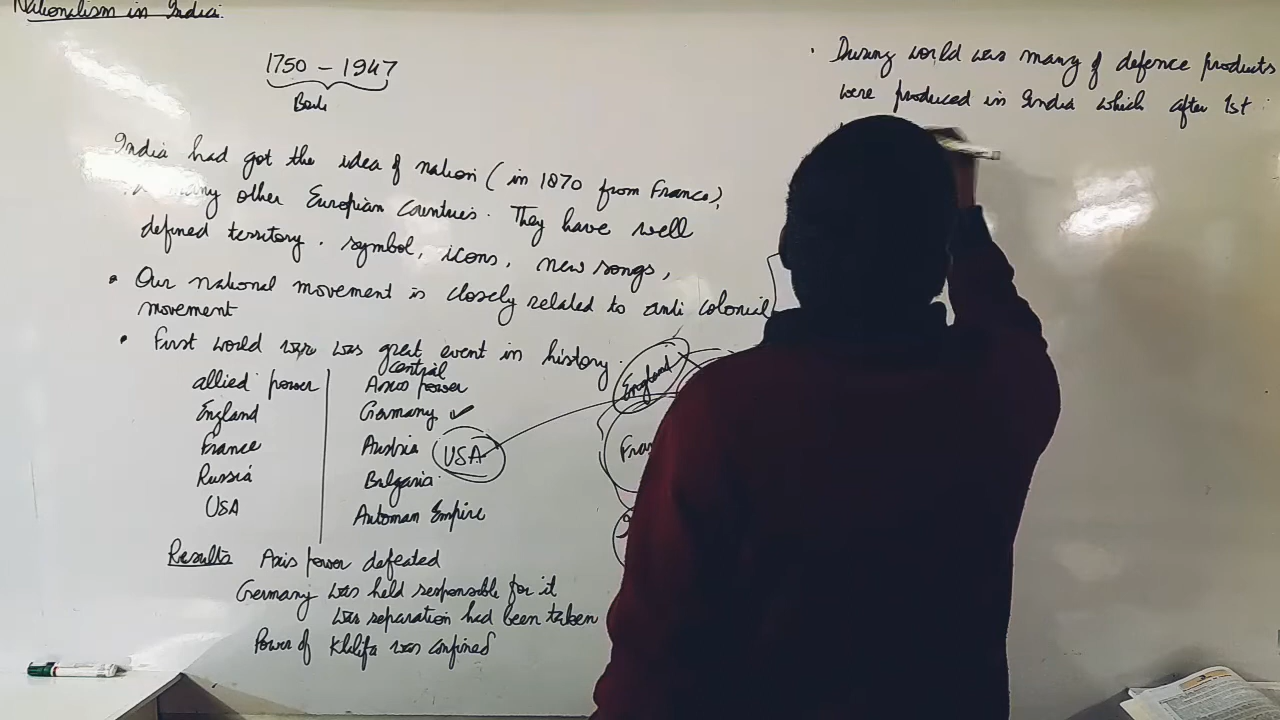 Nationalism in India.
1750 - 1947
India had got the idea of nation ( in 1870 from France),
many other Europian Countries. They have well
defined territory. symbol, icons, new songs,
• Our national movement is closely related to anti colonial
movement
• First world war was great event in history.
allied power
England
France
Russia
USA
central
Axis power
Germany ✓
Austria
Bulgaria
Automan Empire
USA
England
Fran
Results Axis power defeated
Germany was held responsible for it
was separation had been taken
Power of Khlifa was confined
• During world was many of defence products
were produced in India which after 1st